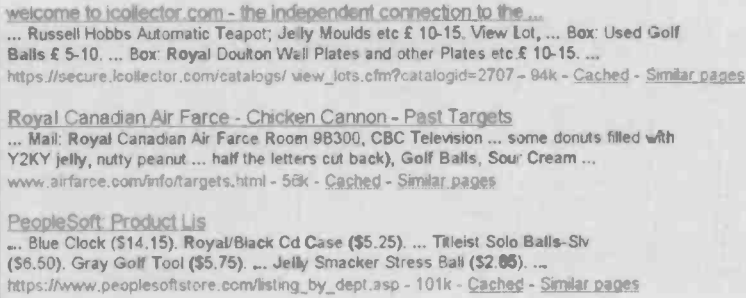 welcome to icollector.com - the independent connection to the ...
... Russell Hobbs Automatic Teapot; Jelly Moulds etc £ 10-15. View Lot, ... Box: Used Golf
Balls £ 5-10. ... Box: Royal Doulton Wall Plates and other Plates etc £ 10-15. ...
https://secure.icollector.com/catalogs/ view_lots.cfm?catalogid=2707 - 94k - Cached - Similar pages
Royal Canadian Air Farce - Chicken Cannon - Past Targets
... Mail: Royal Canadian Air Farce Room 9B300, CBC Television ... some donuts filled with
Y2KY jelly, nutty peanut ... half the letters cut back), Golf Balls, Sour Cream ...
www.airfarce.com/info/targets.html - 56k - Cached - Similar pages
PeopleSoft: Product Lis
... Blue Clock ($14.15). Royal/Black Cd Case ($5.25). ... Titleist Solo Balls-Slv
($6.50). Gray Golf Tool ($5.75). ... Jelly Smacker Stress Ball ($2.85). ...
https://www.peoplesoftstore.com/listing_by_dept.asp - 101k - Cached - Similar pages